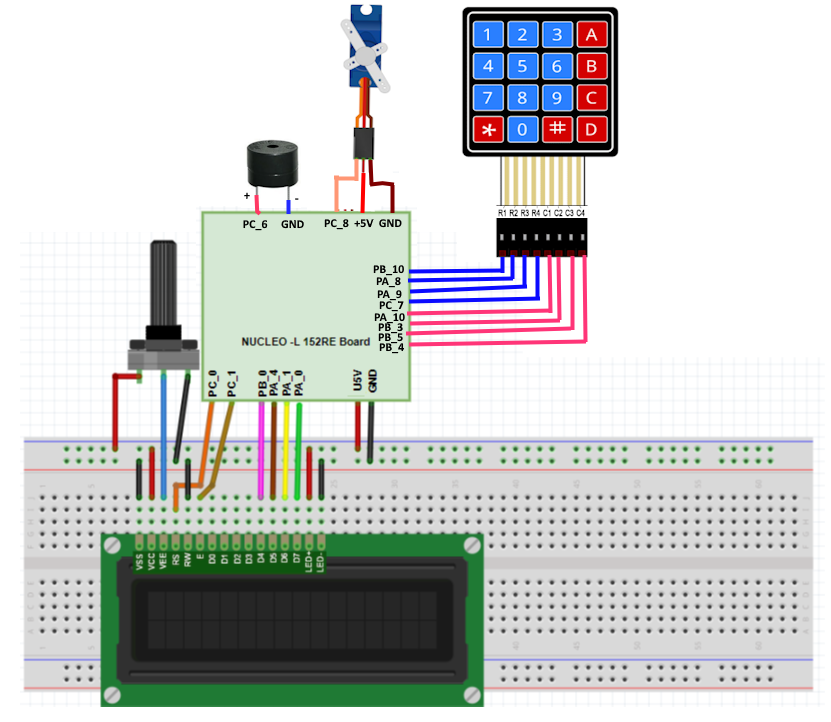 1 2 3 A
4 5 6 B
7 8 9 C
* 0 # D
R1 R2 R3 R4 C1 C2 C3 C4
+ -
PC_6 GND PC_8 +5V GND
PB_10
PA_8
PA_9
PC_7
PA_10
PB_3
PB_5
PB_4
NUCLEO -L 152RE Board
PC_0 PC_1 PB_0 PA_4 PA_1 PA_0 U5V GND
VSS VCC VEE RS RW E D0 D1 D2 D3 D4 D5 D6 D7 LED+ LED-